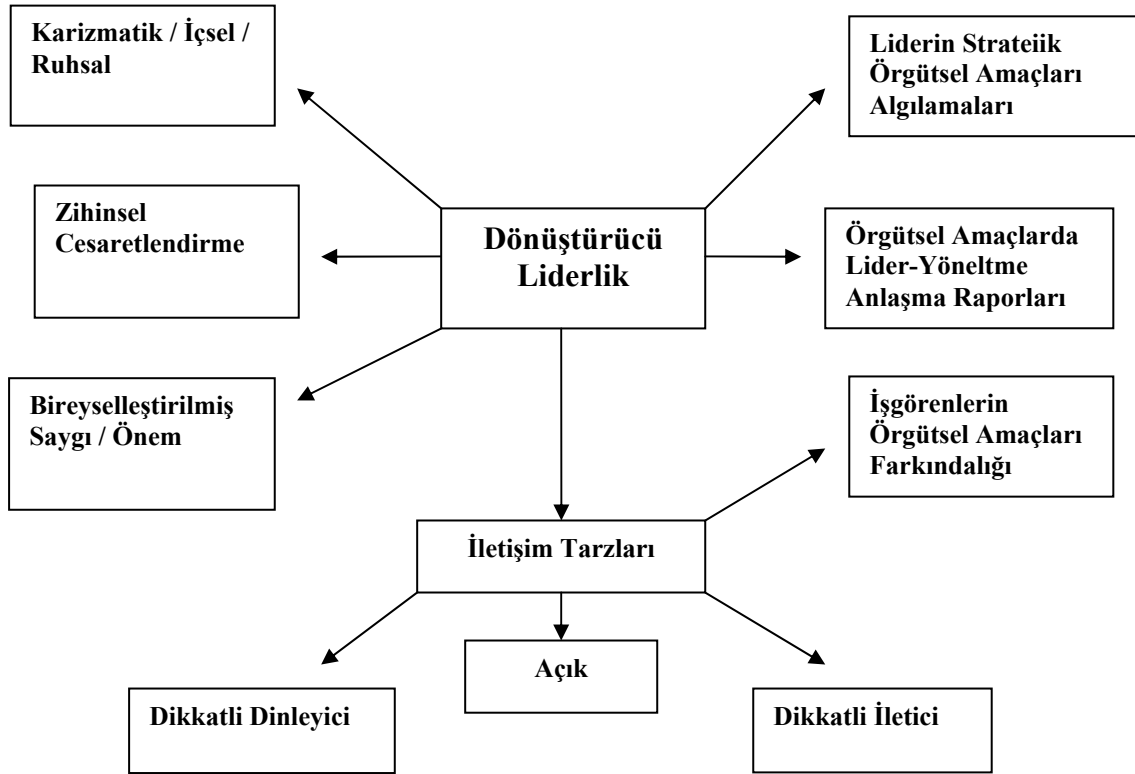 Karizmatik / İçsel /
Ruhsal
Liderin Strateiik
Örgütsel Amaçları
Algılamaları
Zihinsel
Cesaretlendirme
Dönüştürücü
Liderlik
Örgütsel Amaçlarda
Lider-Yöneltme
Anlaşma Raporları
Bireyselleştirilmiş
Saygı / Önem
İşgörenlerin
Örgütsel Amaçları
Farkındalığı
İletişim Tarzları
Açık
Dikkatli Dinleyici
Dikkatli İletici